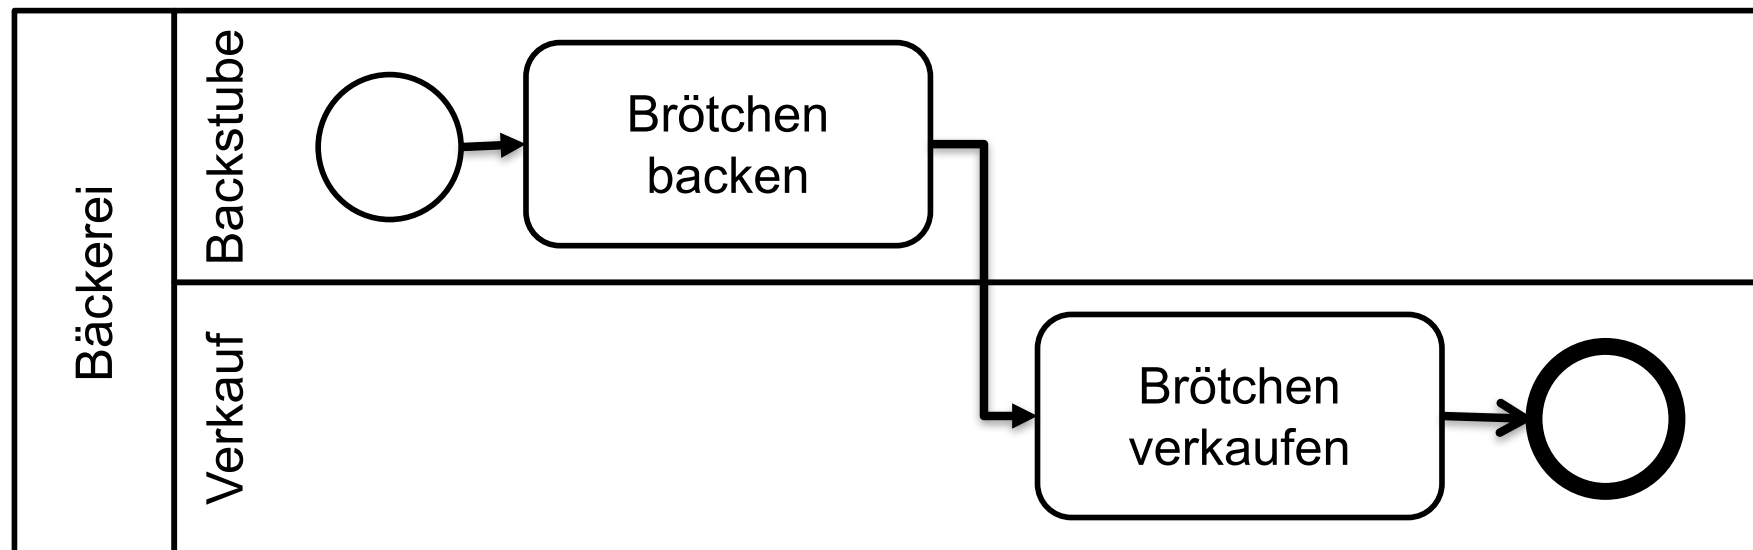 Bäckerei
Backstube
Brötchen
backen
Verkauf
Brötchen
verkaufen